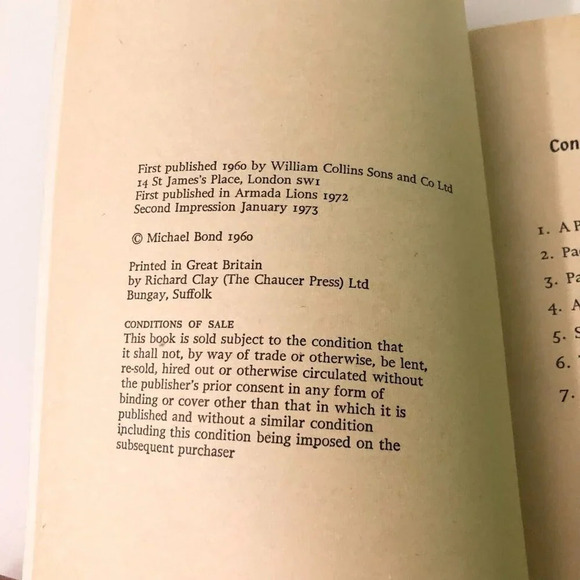 First published 1960 by William Collins Sons and Co Ltd
14 St James's Place, London SW1
First published in Armada Lions 1972
Second Impression January 1973
© Michael Bond 1960
Printed in Great Britain
by Richard Clay (The Chaucer Press) Ltd
Bungay, Suffolk
CONDITIONS OF SALE
This book is sold subject to the condition that
it shall not, by way of trade or otherwise, be lent,
re-sold, hired out or otherwise circulated without
the publisher's prior consent in any form of
binding or cover other than that in which it is
published and without a similar condition
including this condition being imposed on the
subsequent purchaser
Con
1. A P
2. Pa
3. Pa
4. A
5. S
6.
7.